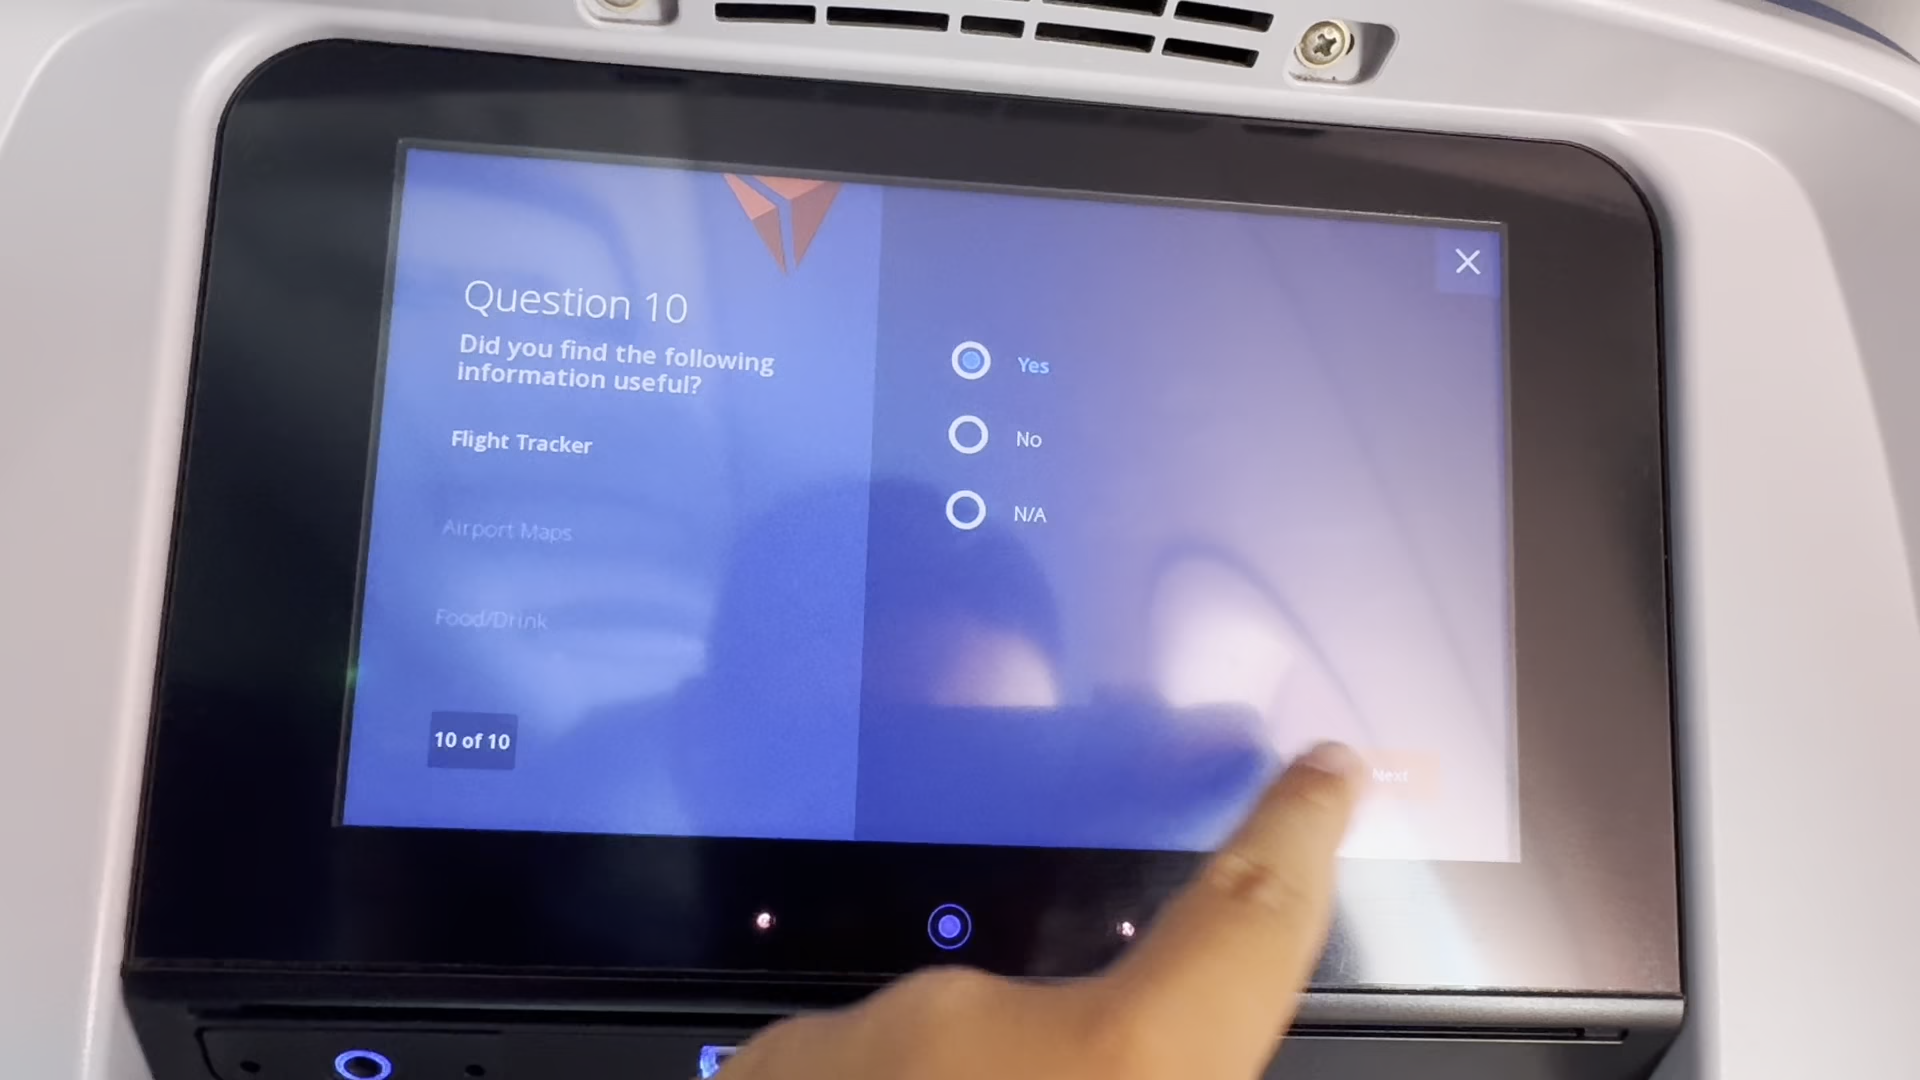 Question 10
Did you find the following
information useful?
Flight Tracker
Airport Maps
Food/Drink
10 of 10
Yes
No
N/A
Next